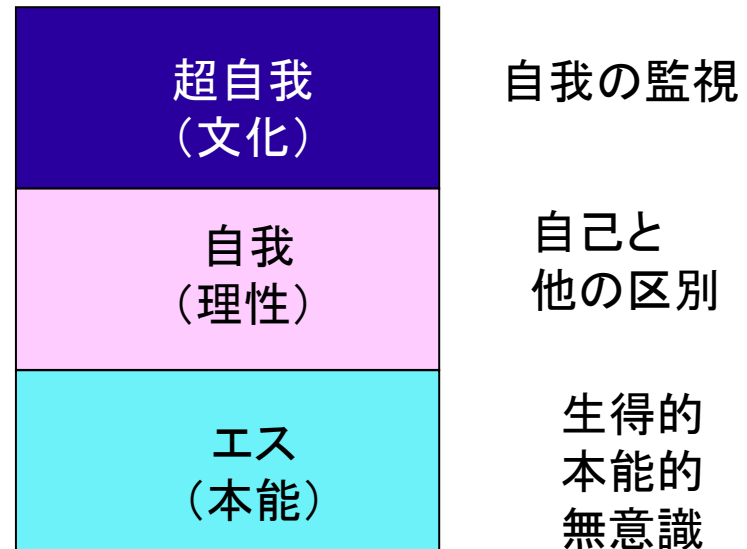 超自我
（文化）
自我の監視
自我
（理性）
自己と
他の区別
エス
（本能）
生得的
本能的
無意識